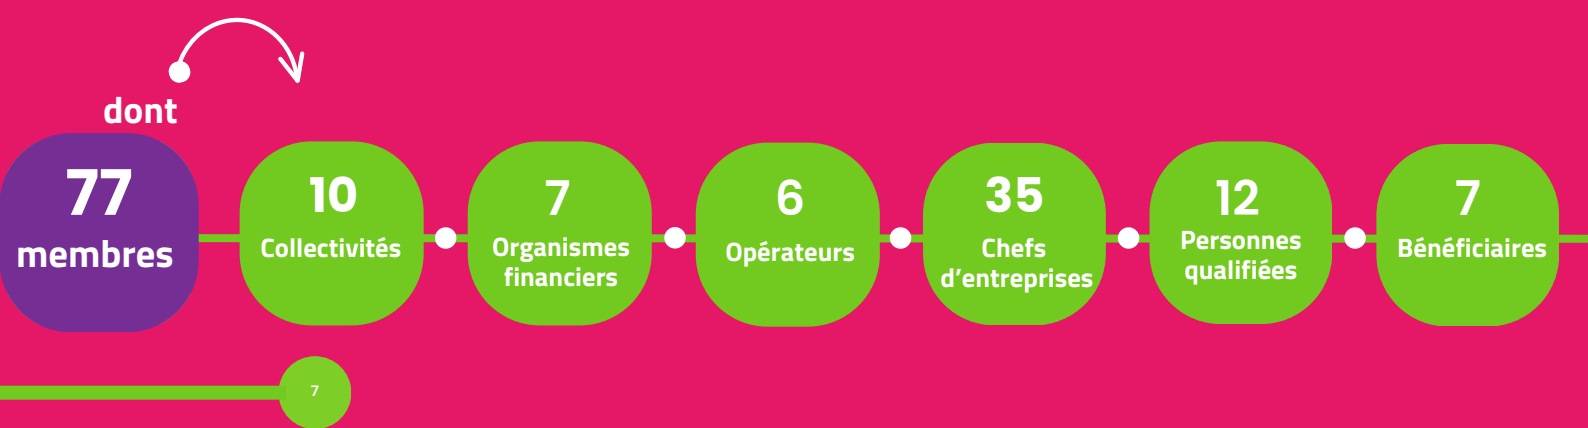 dont
77
membres
10
Collectivités
7
Organismes
financiers
6
Opérateurs
35
Chefs
d'entreprises
12
Personnes
qualifiées
7
Bénéficiaires
7